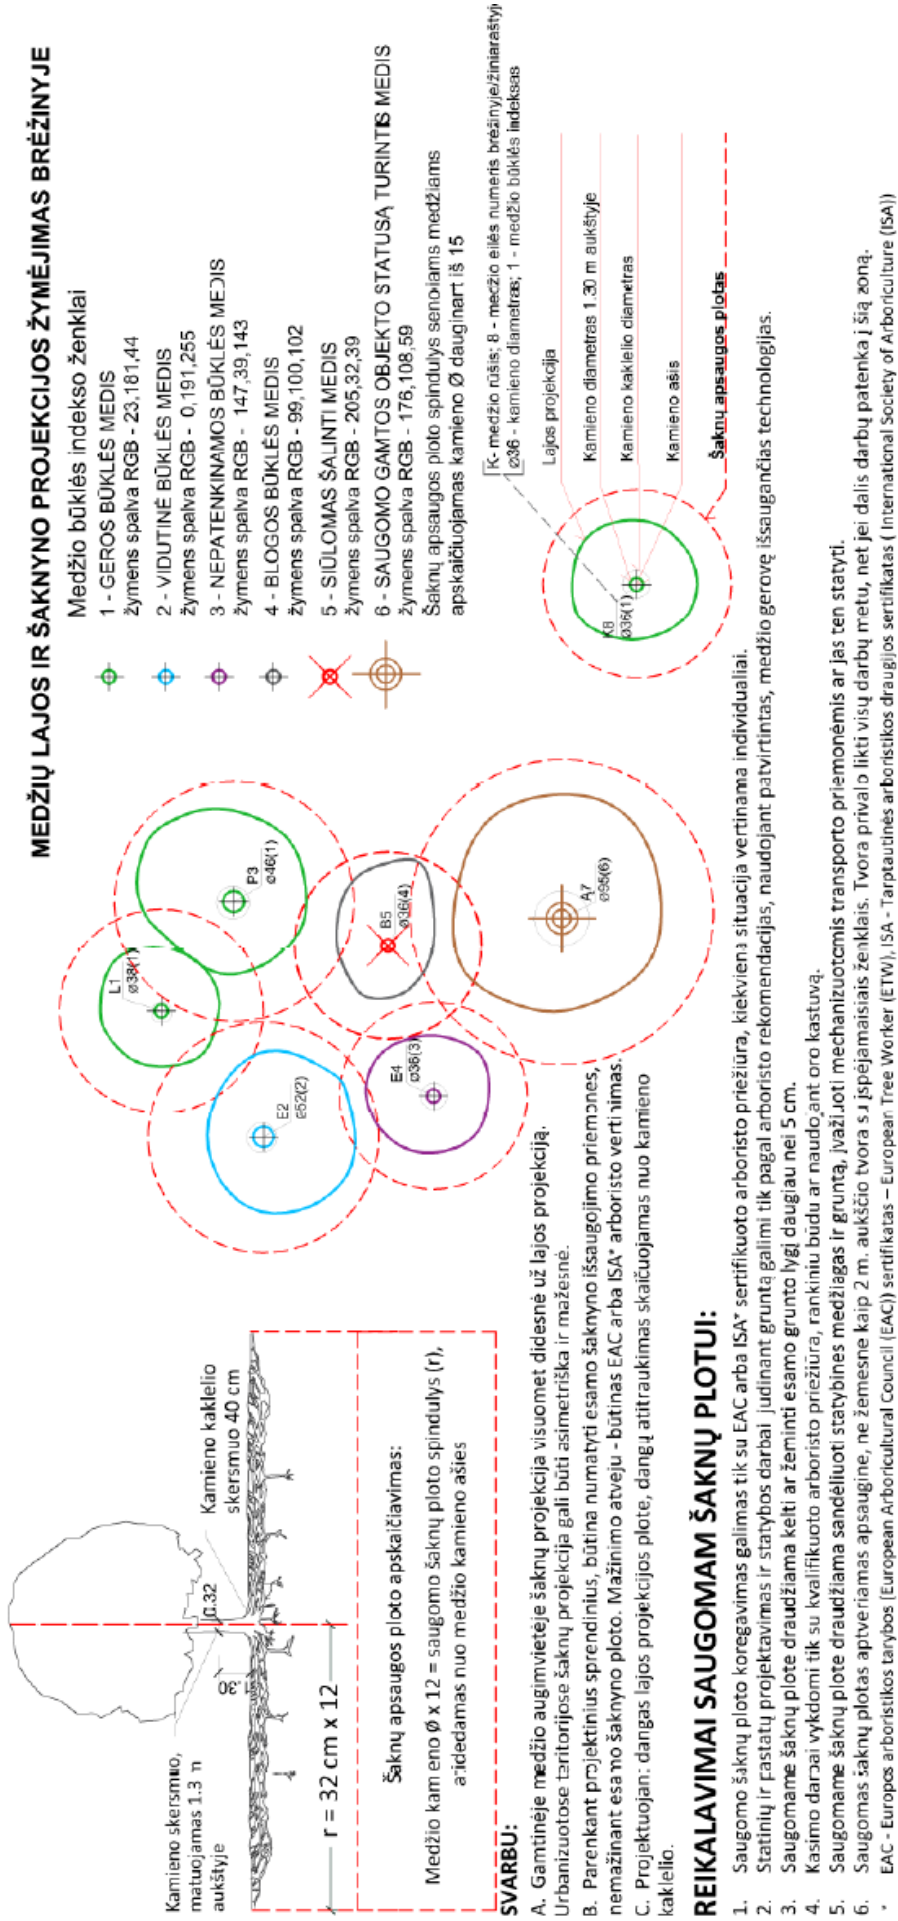 MEDŽIŲ LAJOS IR ŠAKNYNO PROJEKCIJOS ŽYMĖJIMAS BRĖŽINYJE
Medžio būklės indekso ženklai
1 - GEROS BŪKLĖS MEDIS
žymens spalva RGB - 23,181,44
2 - VIDUTINĖ BŪKLĖS MEDIS
žymens spalva RGB - 0,191,255
3 - NEPATENKINAMOS BŪKLĖS MEDIS
žymens spalva RGB - 147,39,143
4 - BLOGOS BŪKLĖS MEDIS
žymens spalva RGB - 99,100,102
5 - SIŪLOMAS ŠALINTI MEDIS
žymens spalva RGB - 205,32,39
6 - SAUGOMO GAMTOS OBJEKTO STATUSĄ TURINTIS MEDIS
žymens spalva RGB - 176,108,59
Šaknų apsaugos ploto spindulys senoliams medžiams
apskaičiuojamas kamieno Ø dauginart iš 15
K- medžio rūšis; 8 - medžio eilės numeris brėžinyje/žiniaraštyje
Ø36 - kamieno diametras; 1 - medžio būklės indeksas
Lajos projekcija
Kamieno diametras 1.30 m aukštyje
Kamieno kaklelio diametras
Kamieno ašis
Šaknų apsaugos plotas
K8
Ø36(1)
L1
Ø38(1)
P3
Ø46(1)
E2
Ø52(2)
E4
Ø36(3)
B5
Ø36(4)
A7
Ø95(6)
Kamieno skersmuo,
matuojamas 1.3 m
aukštyje
Kamieno kaklelio
skersmuo 40 cm
0.32
1.30
r = 32 cm x 12
Šaknų apsaugos ploto apskaičiavimas:
Medžio kamieno Ø x 12 = saugomo šaknų ploto spindulys (r),
atidedamas nuo medžio kamieno ašies
SVARBU:
A. Gamtinėje medžio augimvietėje šaknų projekcija visuomet didesnė už lajos projekciją.
Urbanizuotose teritorijose šaknų projekcija gali būti asimetriška ir mažesnė.
B. Parenkant projektinius sprendinius, būtina numatyti esamo šaknyno išsaugojimo priemones,
nemažinant esamo šaknyno ploto. Mažinimo atveju - būtinas EAC arba ISA* arboristo vertinimas.
C. Projektuojant dangas lajos projekcijos plote, dangų atitraukimas skaičuojamas nuo kamieno
kaklelio.
REIKALAVIMAI SAUGOMAM ŠAKNŲ PLOTUI:
1. Saugomo šaknų ploto koregavimas galimas tik su EAC arba ISA* sertifikuoto arboristo priežiūra, kiekviena situacija vertinama individualiai.
2. Statinių ir pastatų projektavimas ir statybos darbai judinant gruntą galimi tik pagal arboristo rekomendacijas, naudojant patvirtintas, medžio gerovę išsaugančias technologijas.
3. Saugomame šaknų plote draudžiama kelti ar žeminti esamo grunto lygį daugiau nei 5 cm.
4. Kasimo darbai vykdomi tik su kvalifikuoto arboristo priežiūra, rankiniu būdu ar naudojant oro kastuvą.
5. Saugomame šaknų plote draudžiama sandėliuoti statybines medžiagas ir gruntą, įvažiuoti mechanizuotomis transporto priemonėmis ar jas ten statyti.
6. Saugomas šaknų plotas aptveriamas apsaugine, ne žemesne kaip 2 m. aukščio tvora su įspėjamaisiais ženklais. Tvora privalo likti visų darbų metu, net jei dalis darbų patenka į šią zoną.
* EAC - Europos arboristikos tarybos [European Arboricultural Council (EAC)) sertifikatas – European Tree Worker (ETW), ISA - Tarptautinės arboristikos draugijos sertifikatas ( International Society of Arboriculture (ISA))